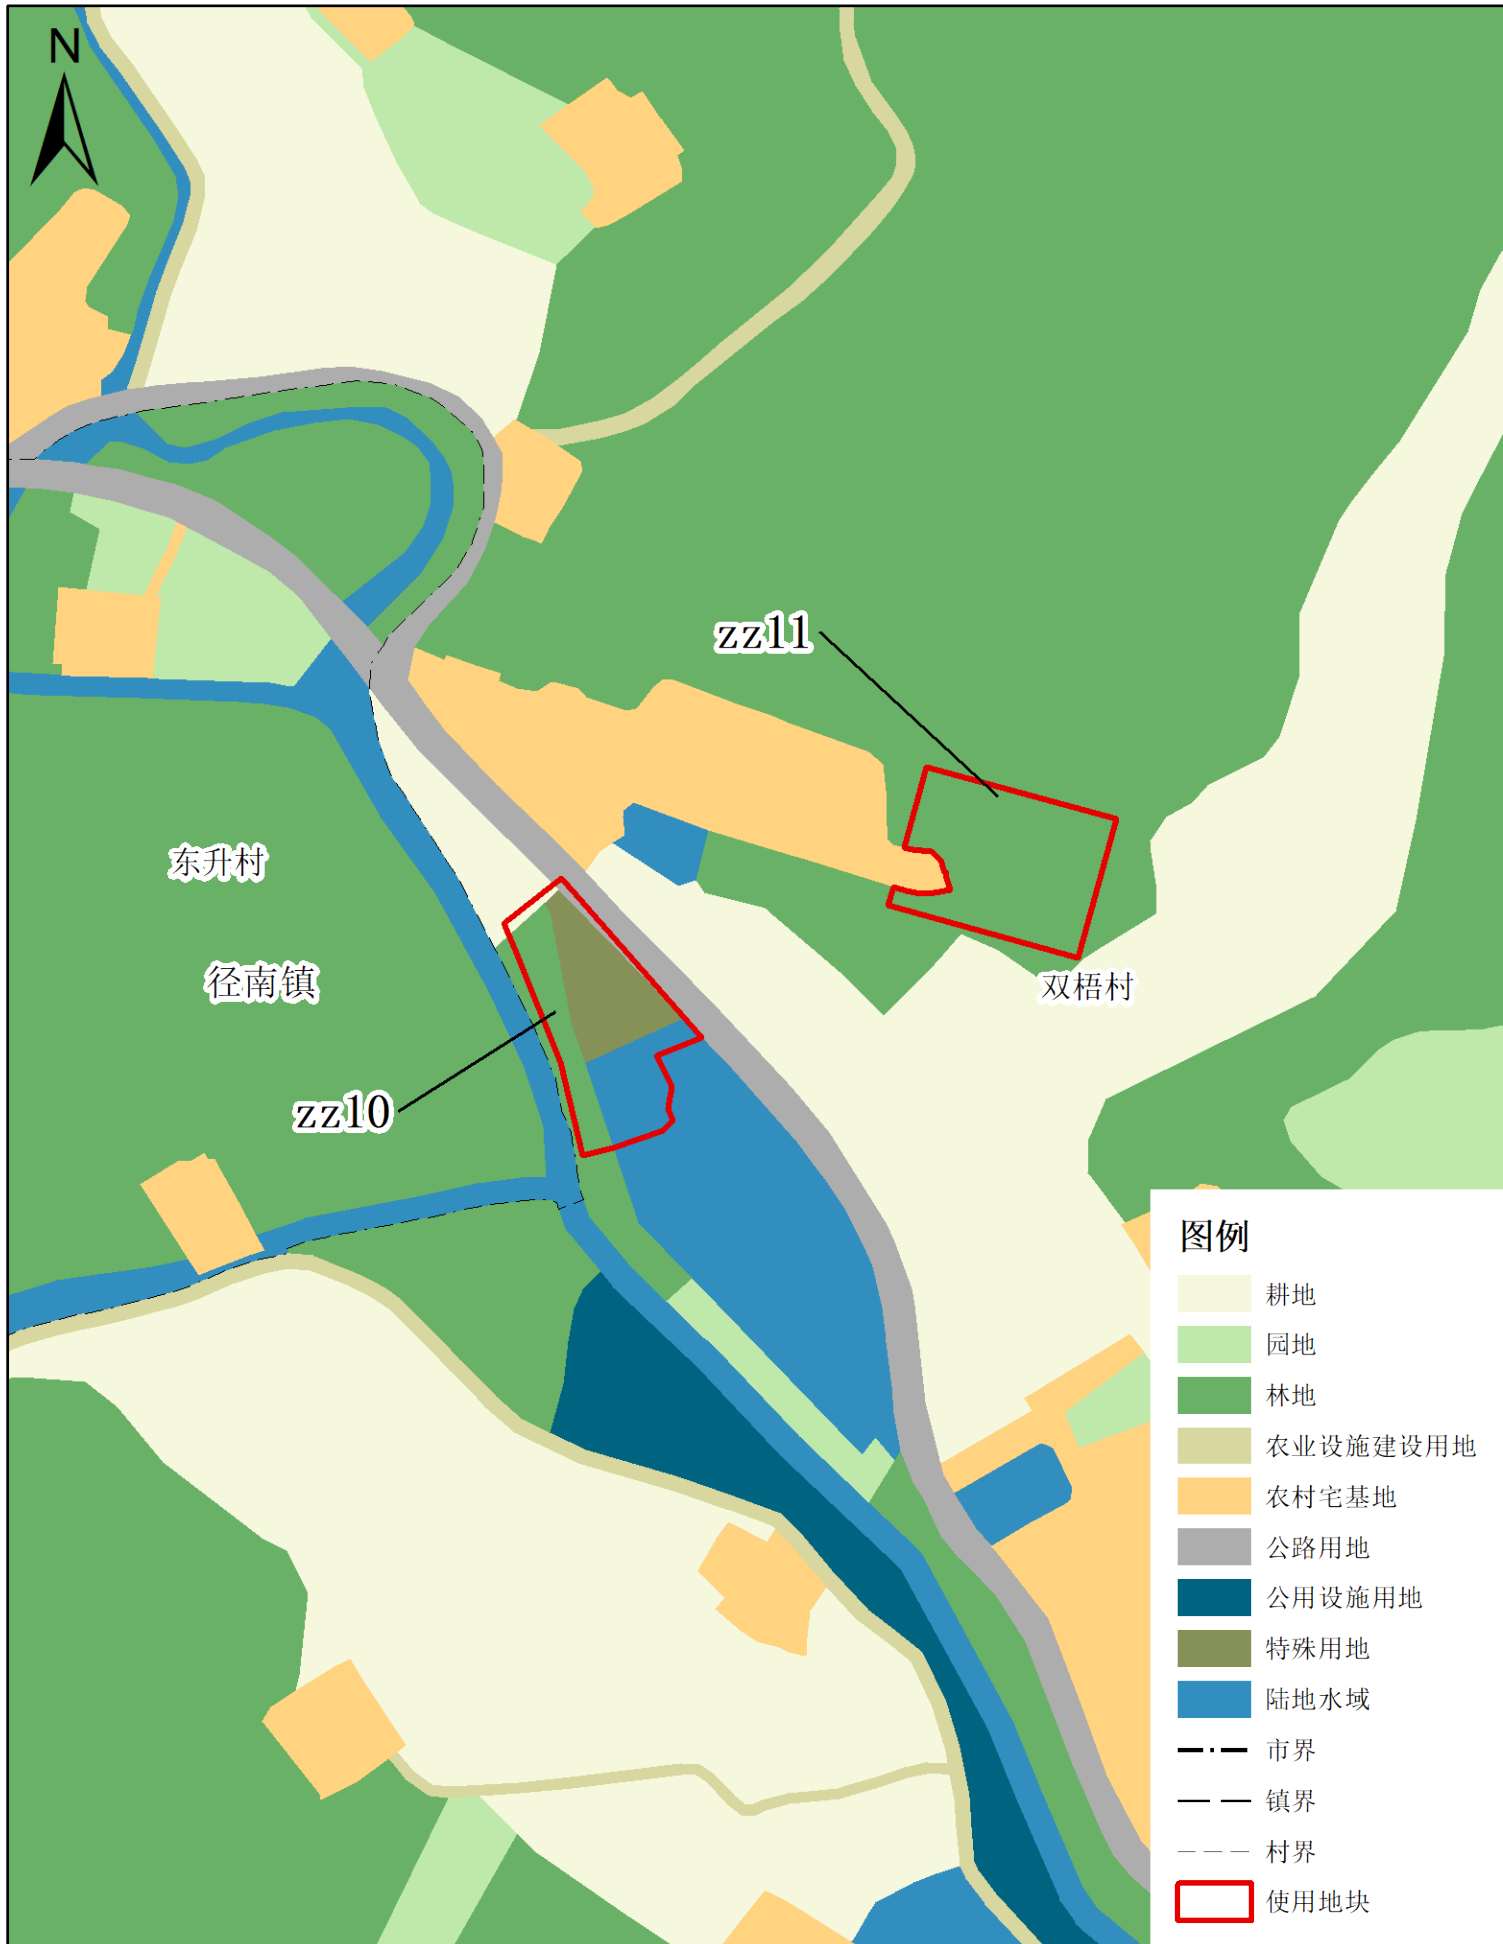 N
zz11
东升村
径南镇
双梧村
zz10
图例
耕地
园地
林地
农业设施建设用地
农村宅基地
公路用地
公用设施用地
特殊用地
陆地水域
市界
镇界
村界
使用地块